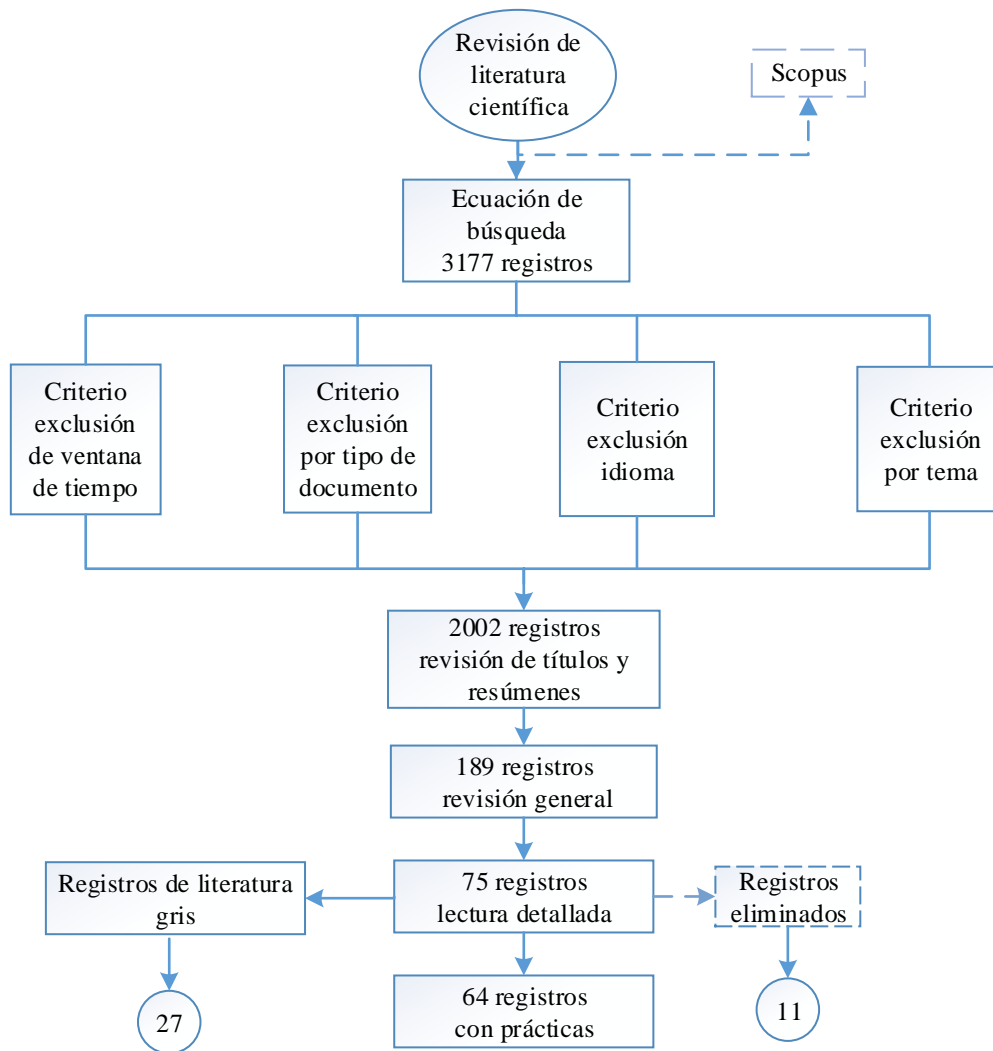 Revisión de
literatura
científica
Scopus
Ecuación de
búsqueda
3177 registros
Criterio
exclusión
de ventana
de tiempo
Criterio
exclusión
por tipo de
documento
Criterio
exclusión
idioma
Criterio
exclusión
por tema
2002 registros
revisión de títulos y
resúmenes
189 registros
revisión general
Registros de literatura
gris
75 registros
lectura detallada
Registros
eliminados
27
64 registros
con prácticas
11